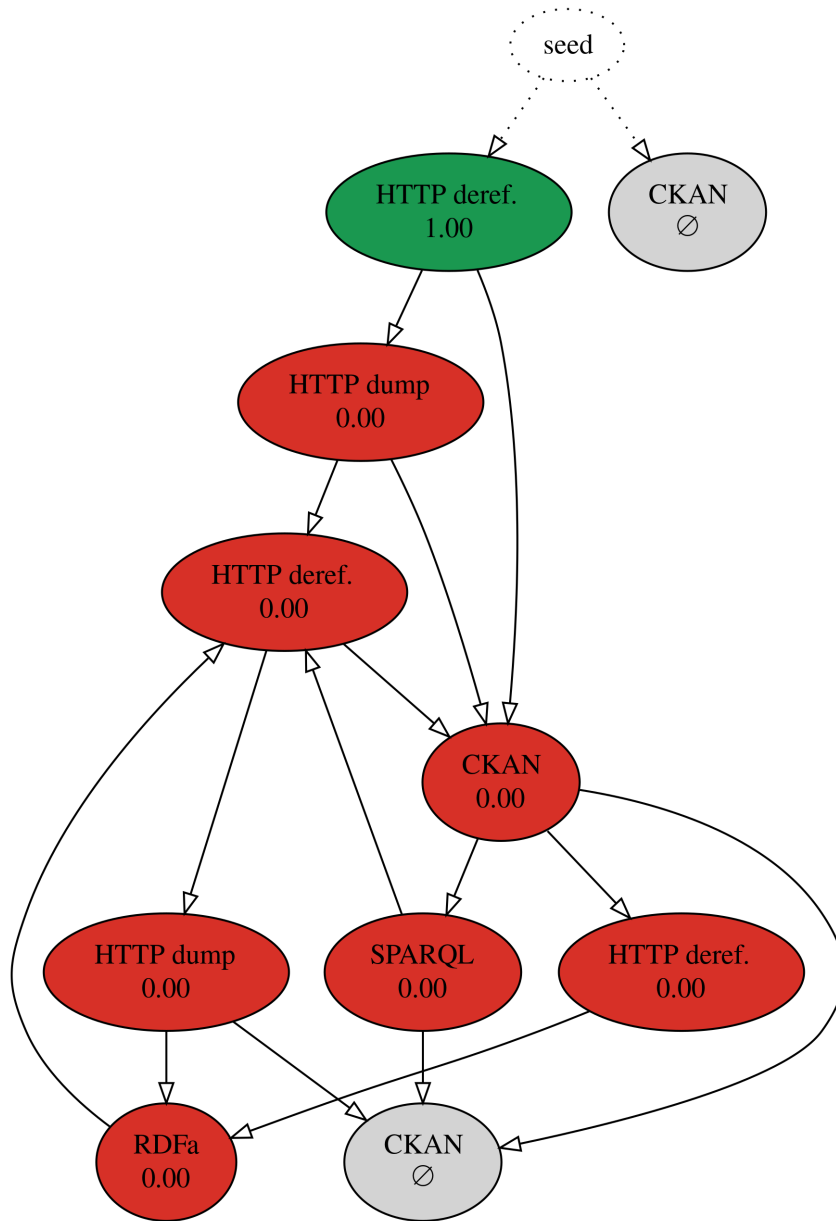 seed
HTTP deref.
1.00
CKAN
∅
HTTP dump
0.00
HTTP deref.
0.00
CKAN
0.00
HTTP dump
0.00
SPARQL
0.00
HTTP deref.
0.00
RDFa
0.00
CKAN
∅